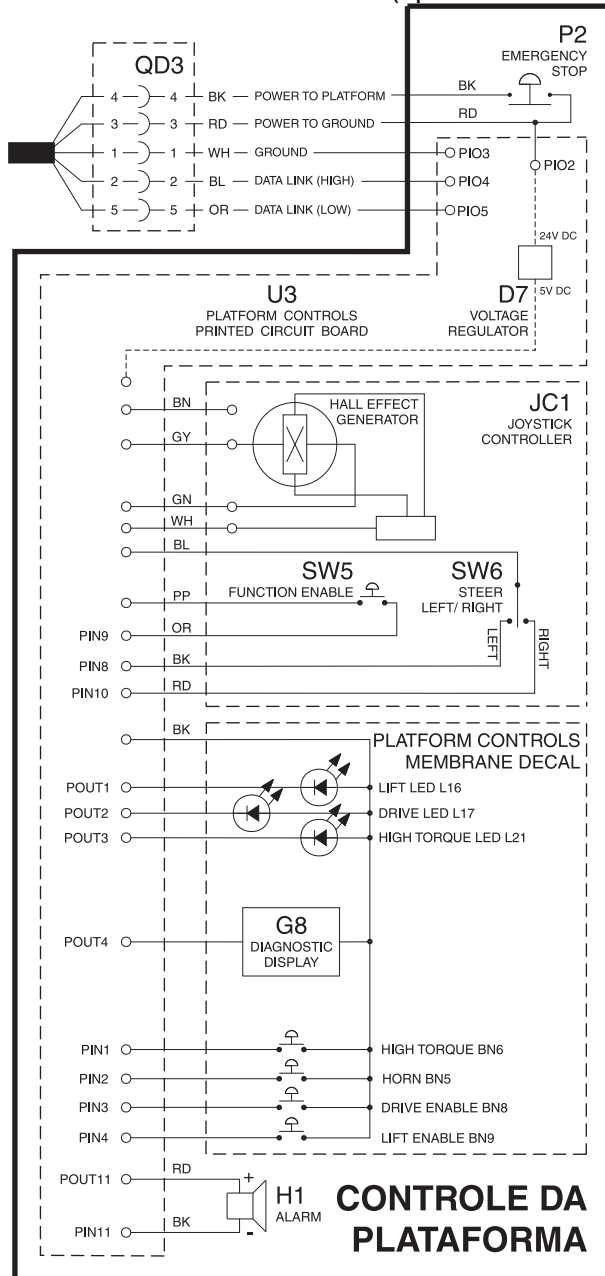 P2
EMERGENCY
STOP
QD3
4 4 BK POWER TO PLATFORM BK
3 3 RD POWER TO GROUND RD
1 1 WH GROUND PIO3 PIO2
2 2 BL DATA LINK (HIGH) PIO4
5 5 OR DATA LINK (LOW) PIO5
24V DC
5V DC
U3
PLATFORM CONTROLS
PRINTED CIRCUIT BOARD
D7
VOLTAGE
REGULATOR
BN
GY
GN
WH
BL
HALL EFFECT
GENERATOR
JC1
JOYSTICK
CONTROLLER
SW5
FUNCTION ENABLE
SW6
STEER
LEFT/ RIGHT
PP
PIN9 OR
PIN8 BK
PIN10 RD
LEFT
RIGHT
BK
PLATFORM CONTROLS
MEMBRANE DECAL
POUT1 LIFT LED L16
POUT2 DRIVE LED L17
POUT3 HIGH TORQUE LED L21
POUT4
G8
DIAGNOSTIC
DISPLAY
PIN1 HIGH TORQUE BN6
PIN2 HORN BN5
PIN3 DRIVE ENABLE BN8
PIN4 LIFT ENABLE BN9
POUT11 RD +
H1
ALARM
PIN11 BK -
CONTROLE DA
PLATAFORMA